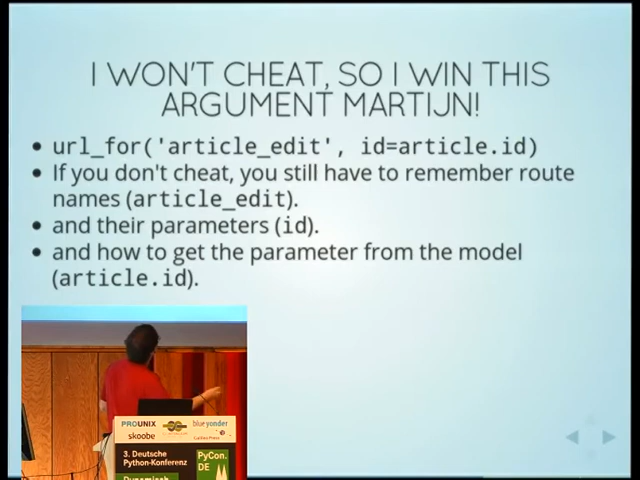 I WON'T CHEAT, SO I WIN THIS
ARGUMENT MARTIJN!
url_for('article_edit', id=article.id)
If you don't cheat, you still have to remember route
names (article_edit).
and their parameters (id).
and how to get the parameter from the model
(article.id).
PROUNIX
blue yonder
skoobe
3. Deutsche
Python-Konferenz
PyCon.
DE
Dynamisch